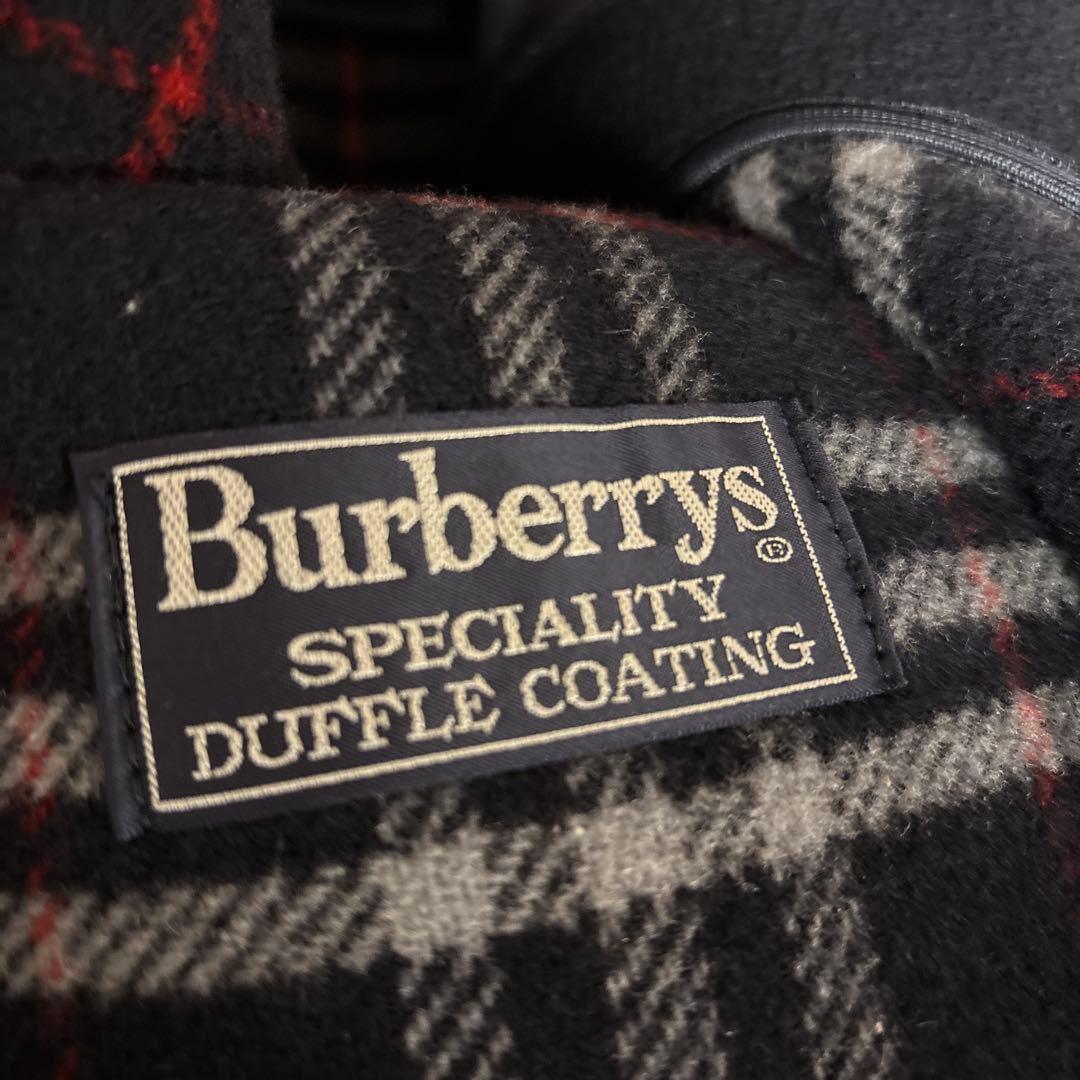 Burberrys®
SPECIALITY
DUFFLE COATING